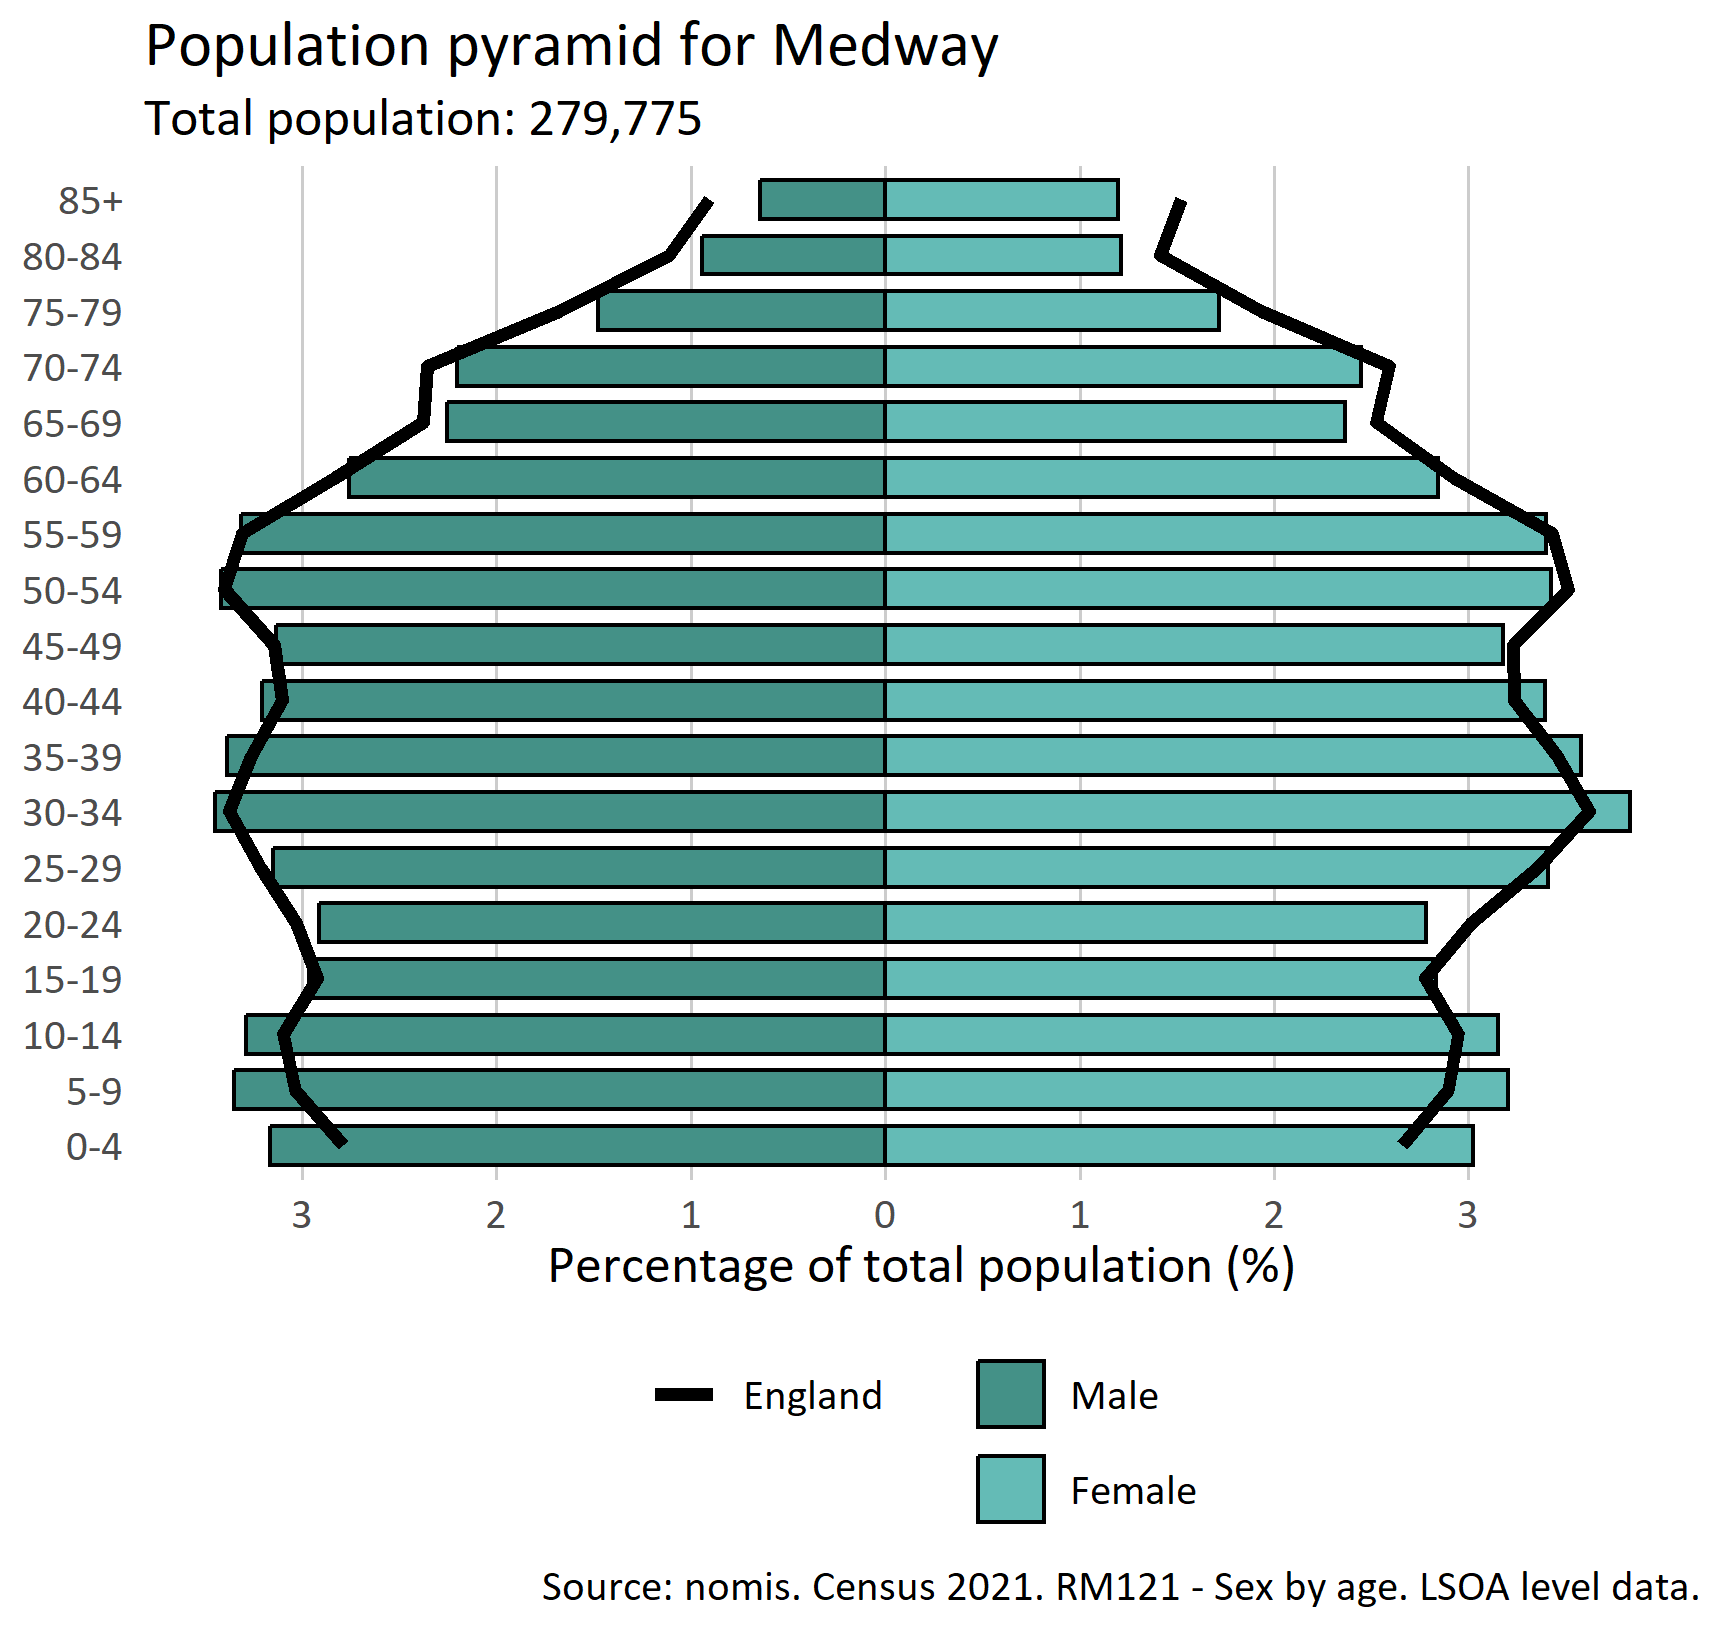 Population pyramid for Medway
Total population: 279,775
85+
80-84
75-79
70-74
65-69
60-64
55-59
50-54
45-49
40-44
35-39
30-34
25-29
20-24
15-19
10-14
5-9
0-4
3 2 1 0 1 2 3
Percentage of total population (%)
England
Male
Female
Source: nomis. Census 2021. RM121 - Sex by age. LSOA level data.